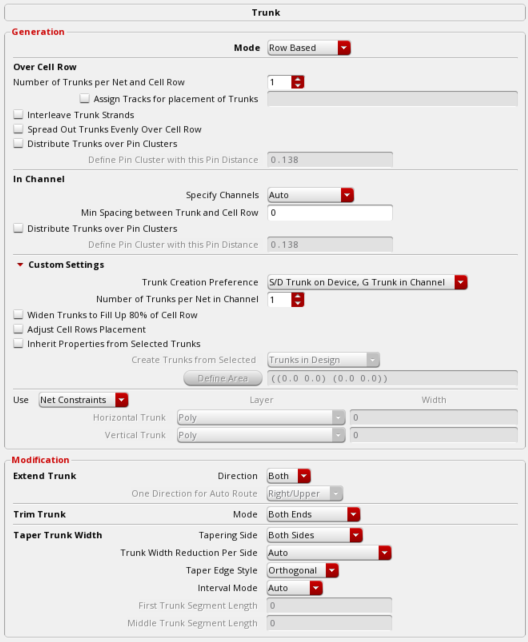 Trunk
Generation
Mode Row Based
Over Cell Row
Number of Trunks per Net and Cell Row 1
Assign Tracks for placement of Trunks
Interleave Trunk Strands
Spread Out Trunks Evenly Over Cell Row
Distribute Trunks over Pin Clusters
Define Pin Cluster with this Pin Distance 0.138
In Channel
Specify Channels Auto
Min Spacing between Trunk and Cell Row 0
Distribute Trunks over Pin Clusters
Define Pin Cluster with this Pin Distance 0.138
Custom Settings
Trunk Creation Preference S/D Trunk on Device, G Trunk in Channel
Number of Trunks per Net in Channel 1
Widen Trunks to Fill Up 80% of Cell Row
Adjust Cell Rows Placement
Inherit Properties from Selected Trunks
Create Trunks from Selected Trunks in Design
Define Area ((0.0 0.0) (0.0 0.0))
Use Net Constraints Layer Width
Horizontal Trunk Poly 0
Vertical Trunk Poly 0
Modification
Extend Trunk Direction Both
One Direction for Auto Route Right/Upper
Trim Trunk Mode Both Ends
Taper Trunk Width Tapering Side Both Sides
Trunk Width Reduction Per Side Auto
Taper Edge Style Orthogonal
Interval Mode Auto
First Trunk Segment Length 0
Middle Trunk Segment Length 0